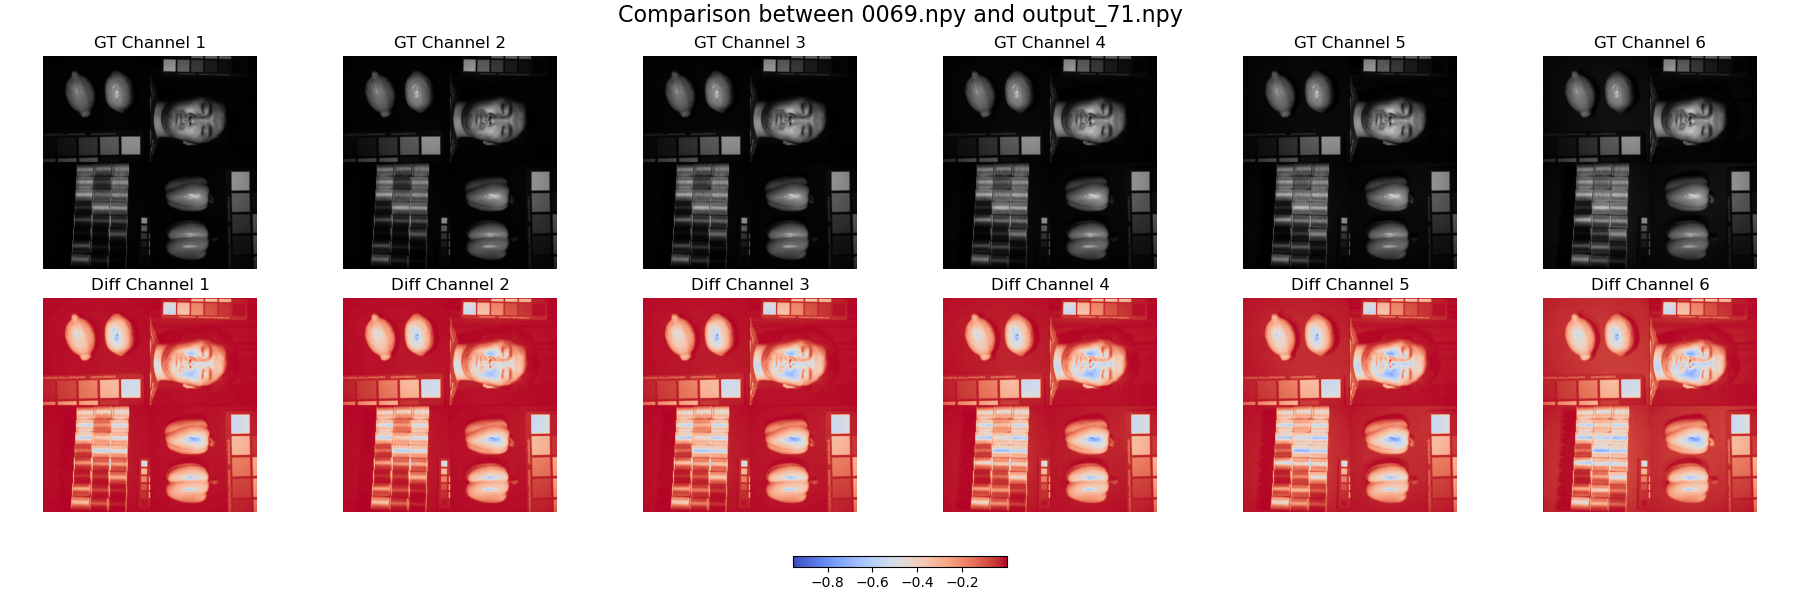 Comparison between 0069.npy and output_71.npy
GT Channel 1
GT Channel 2
GT Channel 3
GT Channel 4
GT Channel 5
GT Channel 6
Diff Channel 1
Diff Channel 2
Diff Channel 3
Diff Channel 4
Diff Channel 5
Diff Channel 6
−0.8 −0.6 −0.4 −0.2